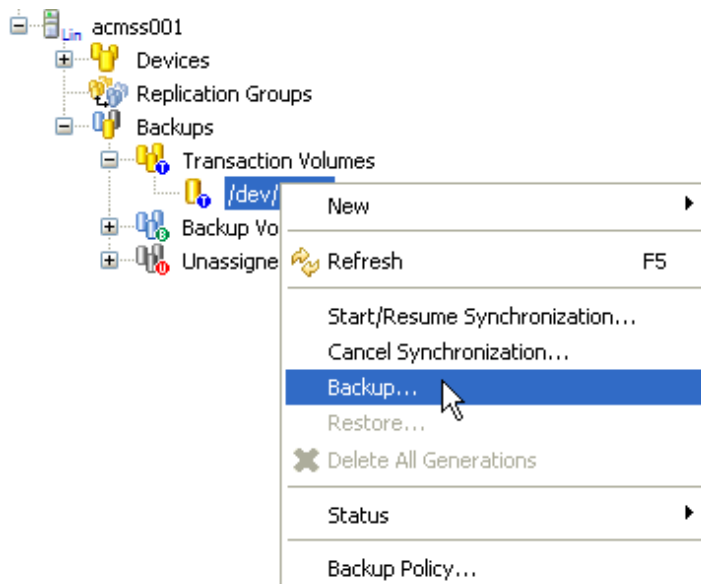 Lin acmss001
Devices
Replication Groups
Backups
Transaction Volumes
/dev/
Backup Vo
Unassigne
New
Refresh F5
Start/Resume Synchronization...
Cancel Synchronization...
Backup...
Restore...
Delete All Generations
Status
Backup Policy...